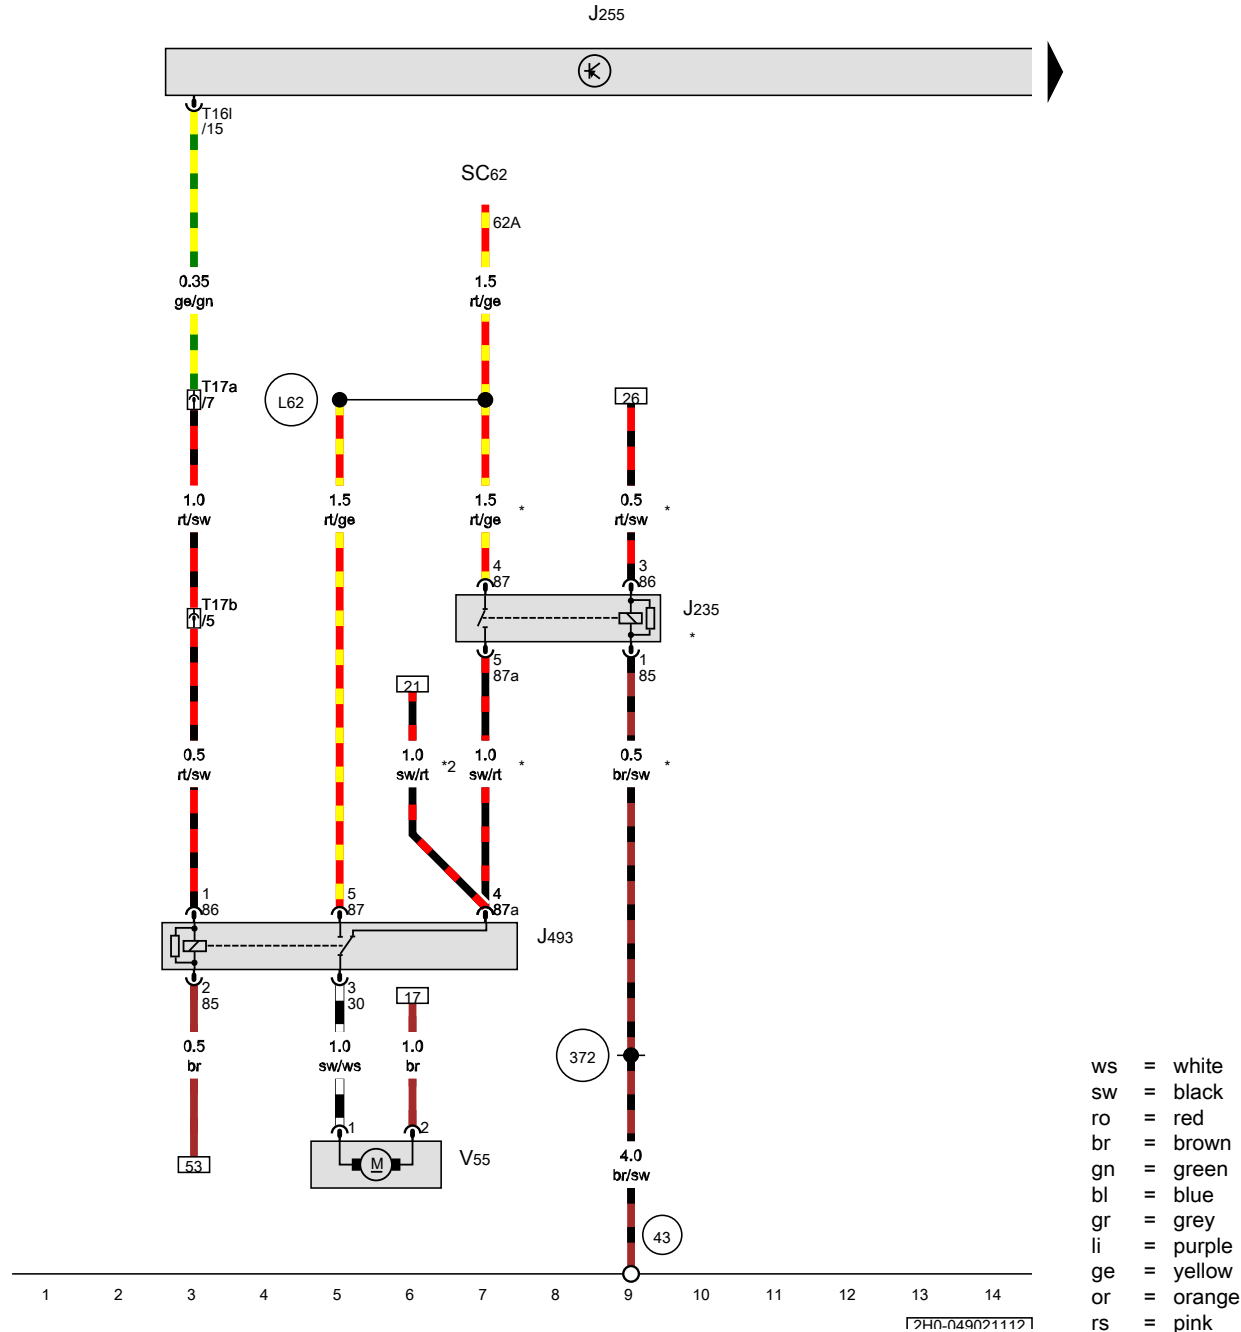 J255
T16l
/15
SC62
62A
0.35
ge/gn
1.5
rt/ge
T17a
/7
L62
26
1.0
rt/sw
1.5
rt/ge
1.5
rt/ge
*
0.5
rt/sw
*
4
87
3
86
T17b
/5
J235
*
5
87a
1
85
21
0.5
rt/sw
1.0
sw/rt
*2
1.0
sw/rt
*
0.5
br/sw
*
1
86
5
87
4
87a
J493
2
85
3
30
17
0.5
br
1.0
sw/ws
1.0
br
372
1
2
M
V55
53
4.0
br/sw
43
1 2 3 4 5 6 7 8 9 10 11 12 13 14
2H0-049021112
ws = white
sw = black
ro = red
br = brown
gn = green
bl = blue
gr = grey
li = purple
ge = yellow
or = orange
rs = pink